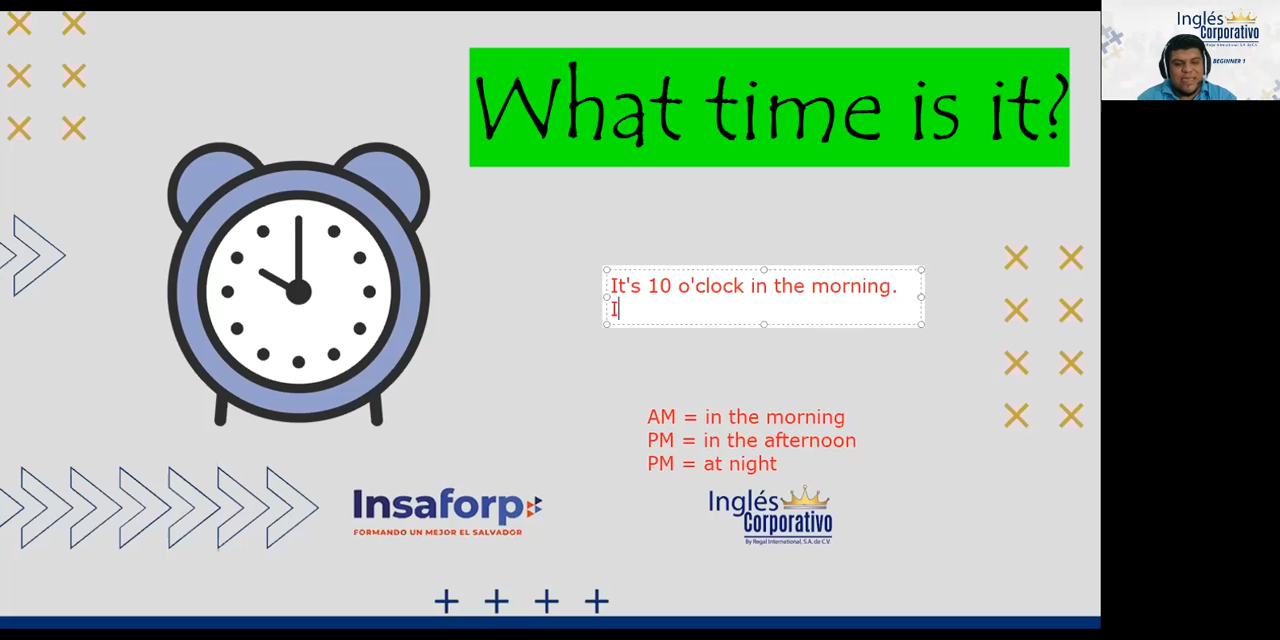 What time is it?
It's 10 o'clock in the morning.
I
AM = in the morning
PM = in the afternoon
PM = at night
Insaforp
FORMANDO UN MEJOR EL SALVADOR
Inglés
Corporativo
By Regal International, S.A. de C.V.
Inglés
Corporativo
BEGINNER 1